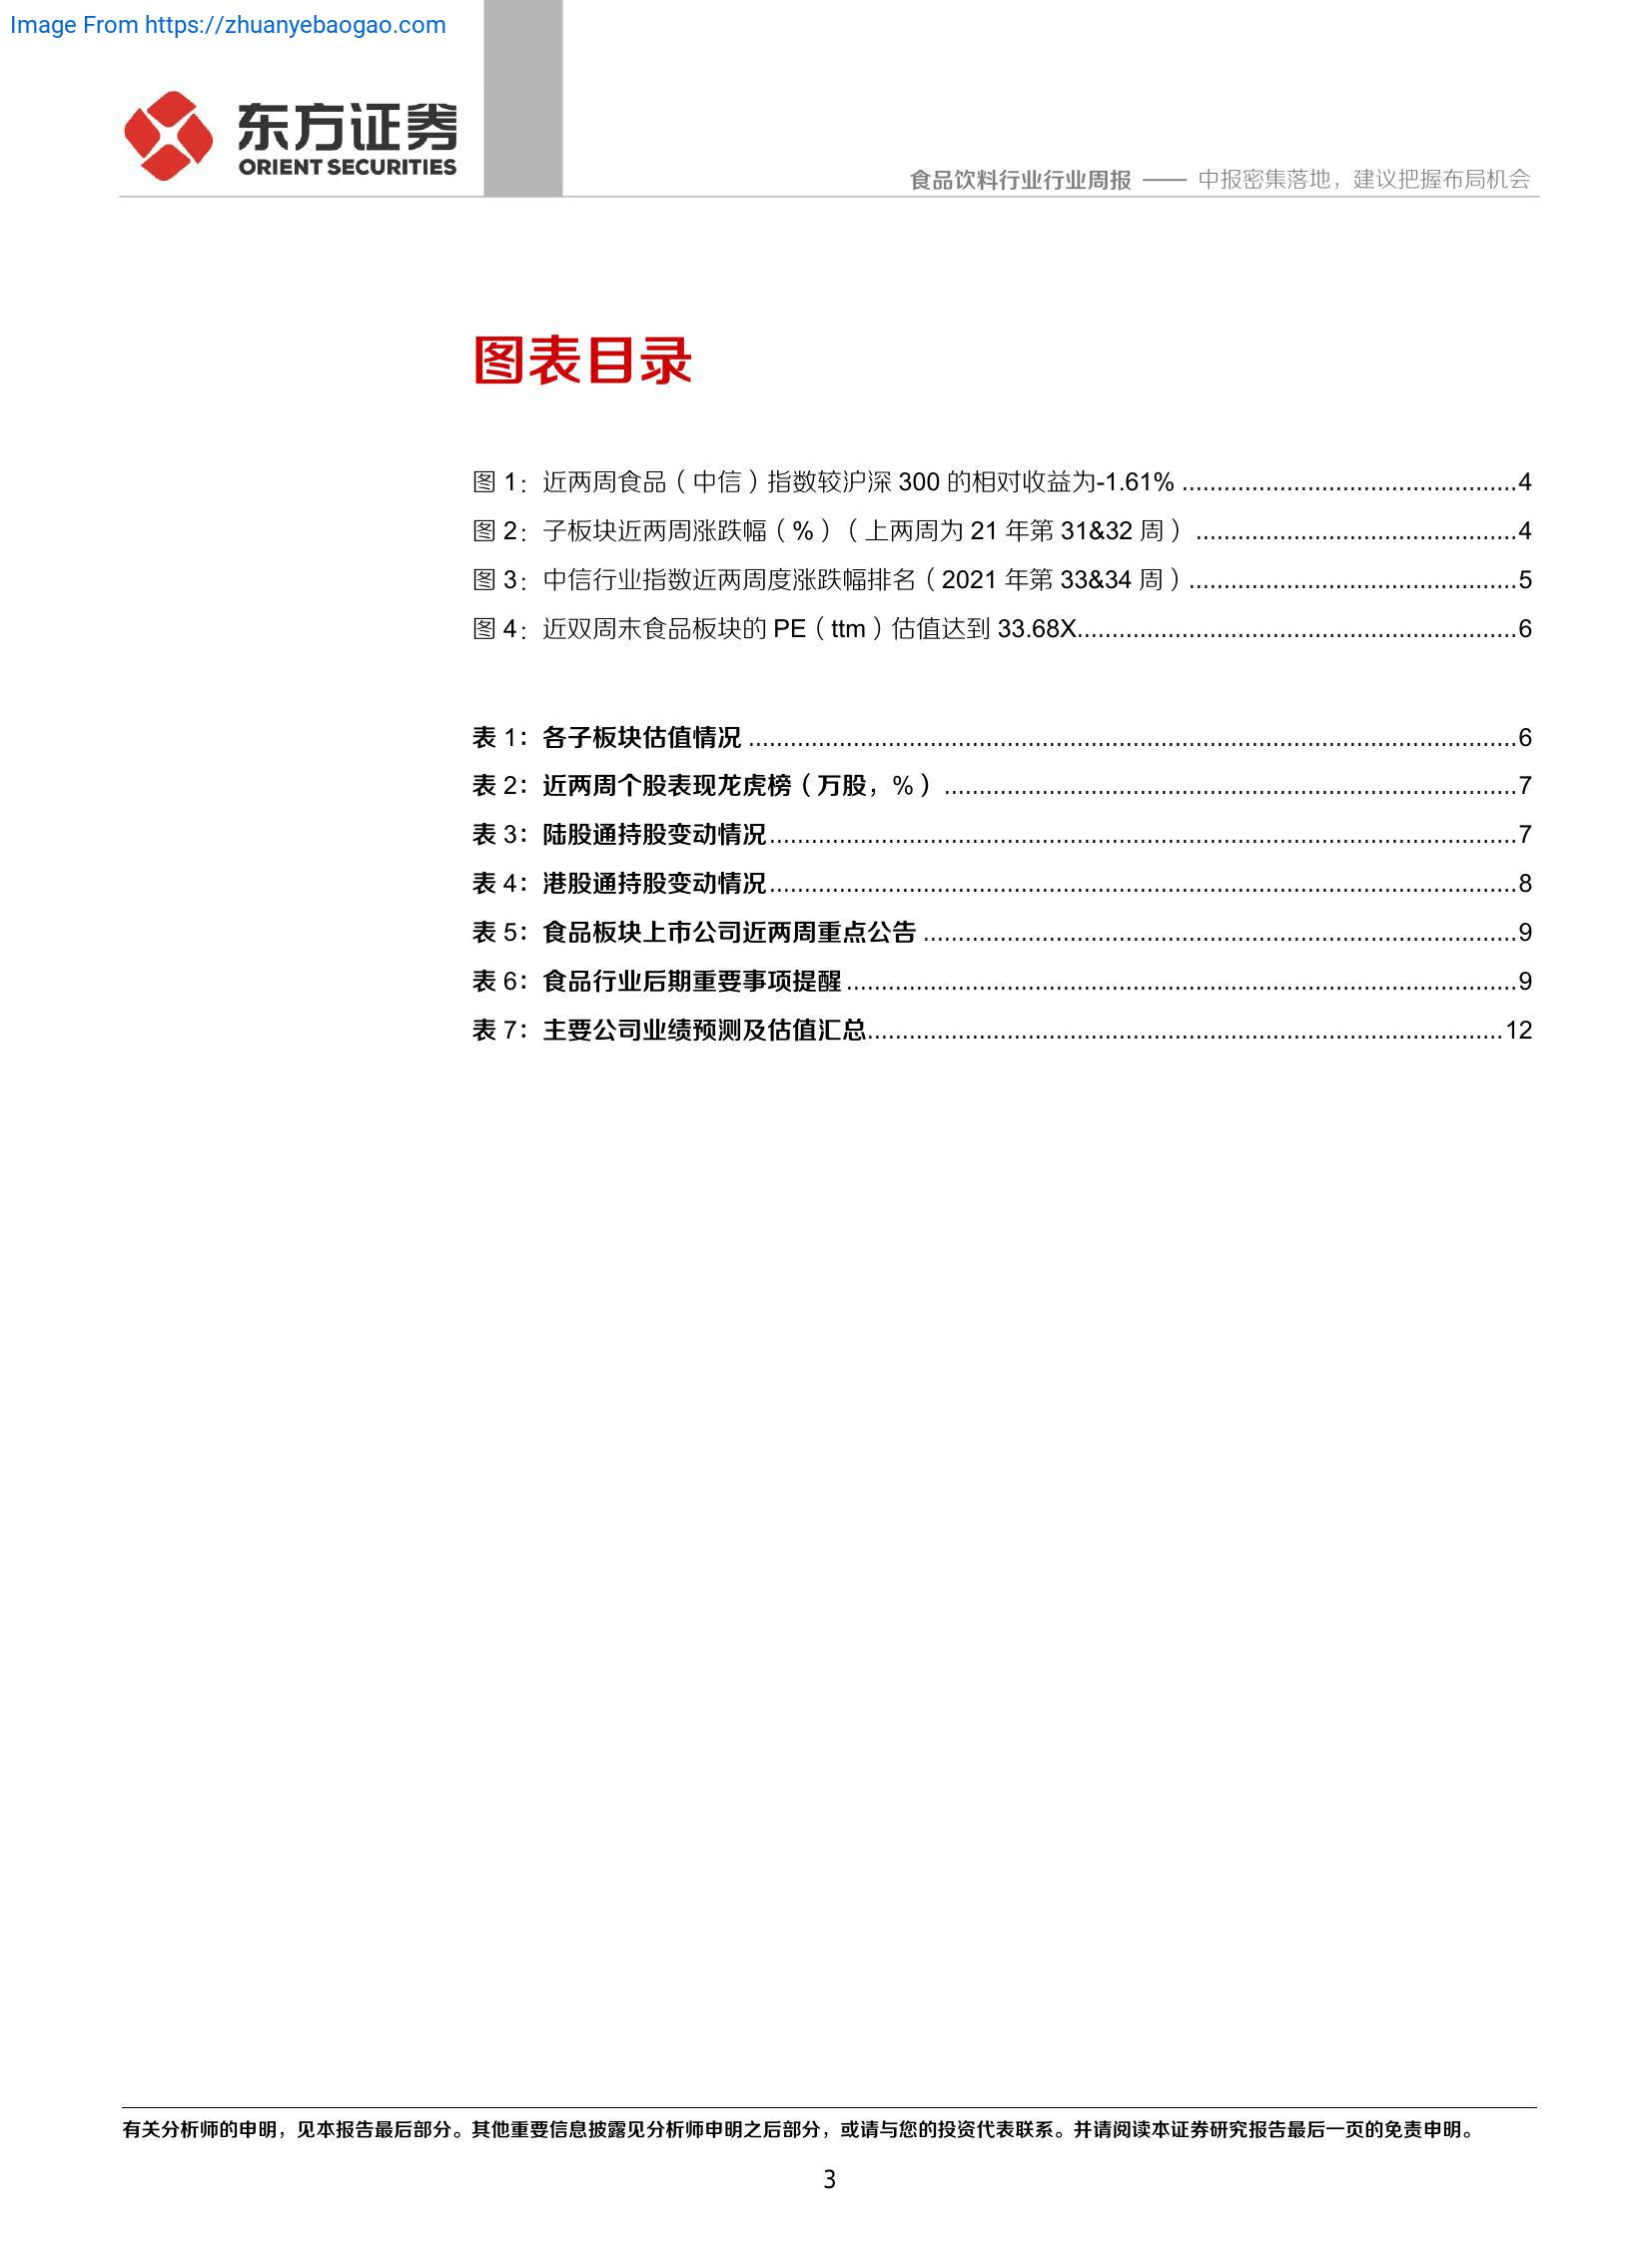 Image From https://zhuanyebaogao.com
东方证券
ORIENT SECURITIES
食品饮料行业行业周报 —— 中报密集落地，建议把握布局机会
图表目录
图 1：近两周食品（中信）指数较沪深 300 的相对收益为-1.61% ................................................4
图 2：子板块近两周涨跌幅（%）（上两周为 21 年第 31&32 周） ..............................................4
图 3：中信行业指数近两周度涨跌幅排名（2021 年第 33&34 周）...............................................5
图 4：近双周末食品板块的 PE（ttm）估值达到 33.68X...............................................................6
表 1：各子板块估值情况 ..............................................................................................................6
表 2：近两周个股表现龙虎榜（万股，%） ..................................................................................7
表 3：陆股通持股变动情况...........................................................................................................7
表 4：港股通持股变动情况...........................................................................................................8
表 5：食品板块上市公司近两周重点公告 .....................................................................................9
表 6：食品行业后期重要事项提醒................................................................................................9
表 7：主要公司业绩预测及估值汇总...........................................................................................12
有关分析师的申明，见本报告最后部分。其他重要信息披露见分析师申明之后部分，或请与您的投资代表联系。并请阅读本证券研究报告最后一页的免责申明。
3